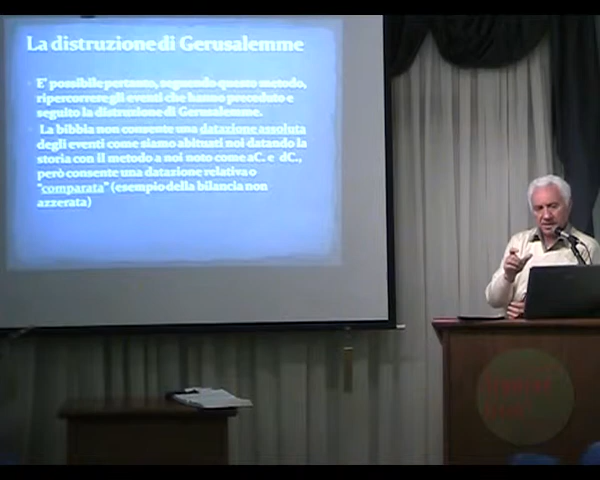 La distruzione di Gerusalemme
E' possibile pertanto, seguendo questo metodo,
ripercorrere gli eventi che hanno preceduto e
seguito la distruzione di Gerusalemme.
La bibbia non consente una datazione assoluta
degli eventi come siamo abituati noi datando la
storia con il metodo a noi noto come aC. e dC.,
però consente una datazione relativa o
"comparata" (esempio della bilancia non
azzerata)